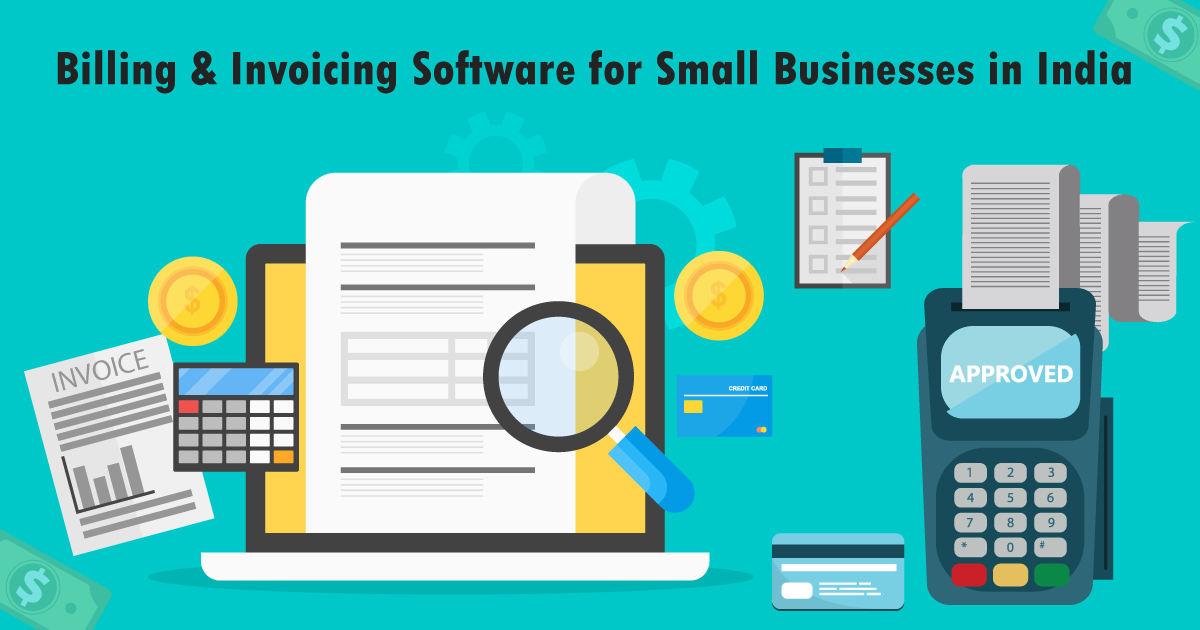 Billing & Invoicing Software for Small Businesses in India
$
$
$
INVOICE
CREDIT CARD
APPROVED
1 2 3
4 5 6
7 8 9
* 0 #
$